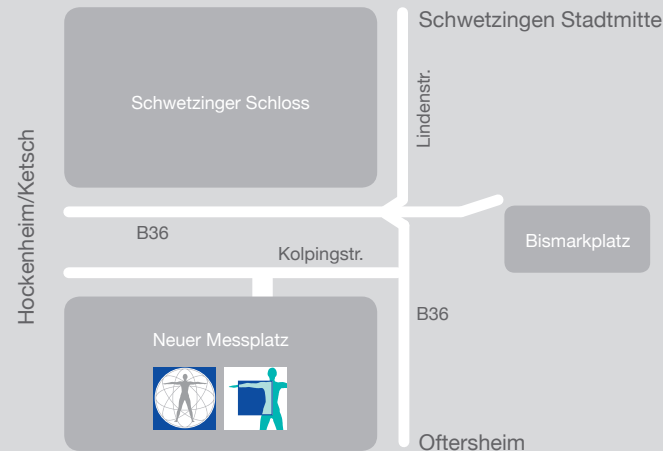 Schwetzingen Stadtmitte
Schwetzinger Schloss
Lindenstr.
Hockenheim/Ketsch
B36
Bismarkplatz
Kolpingstr.
B36
Neuer Messplatz
Oftersheim